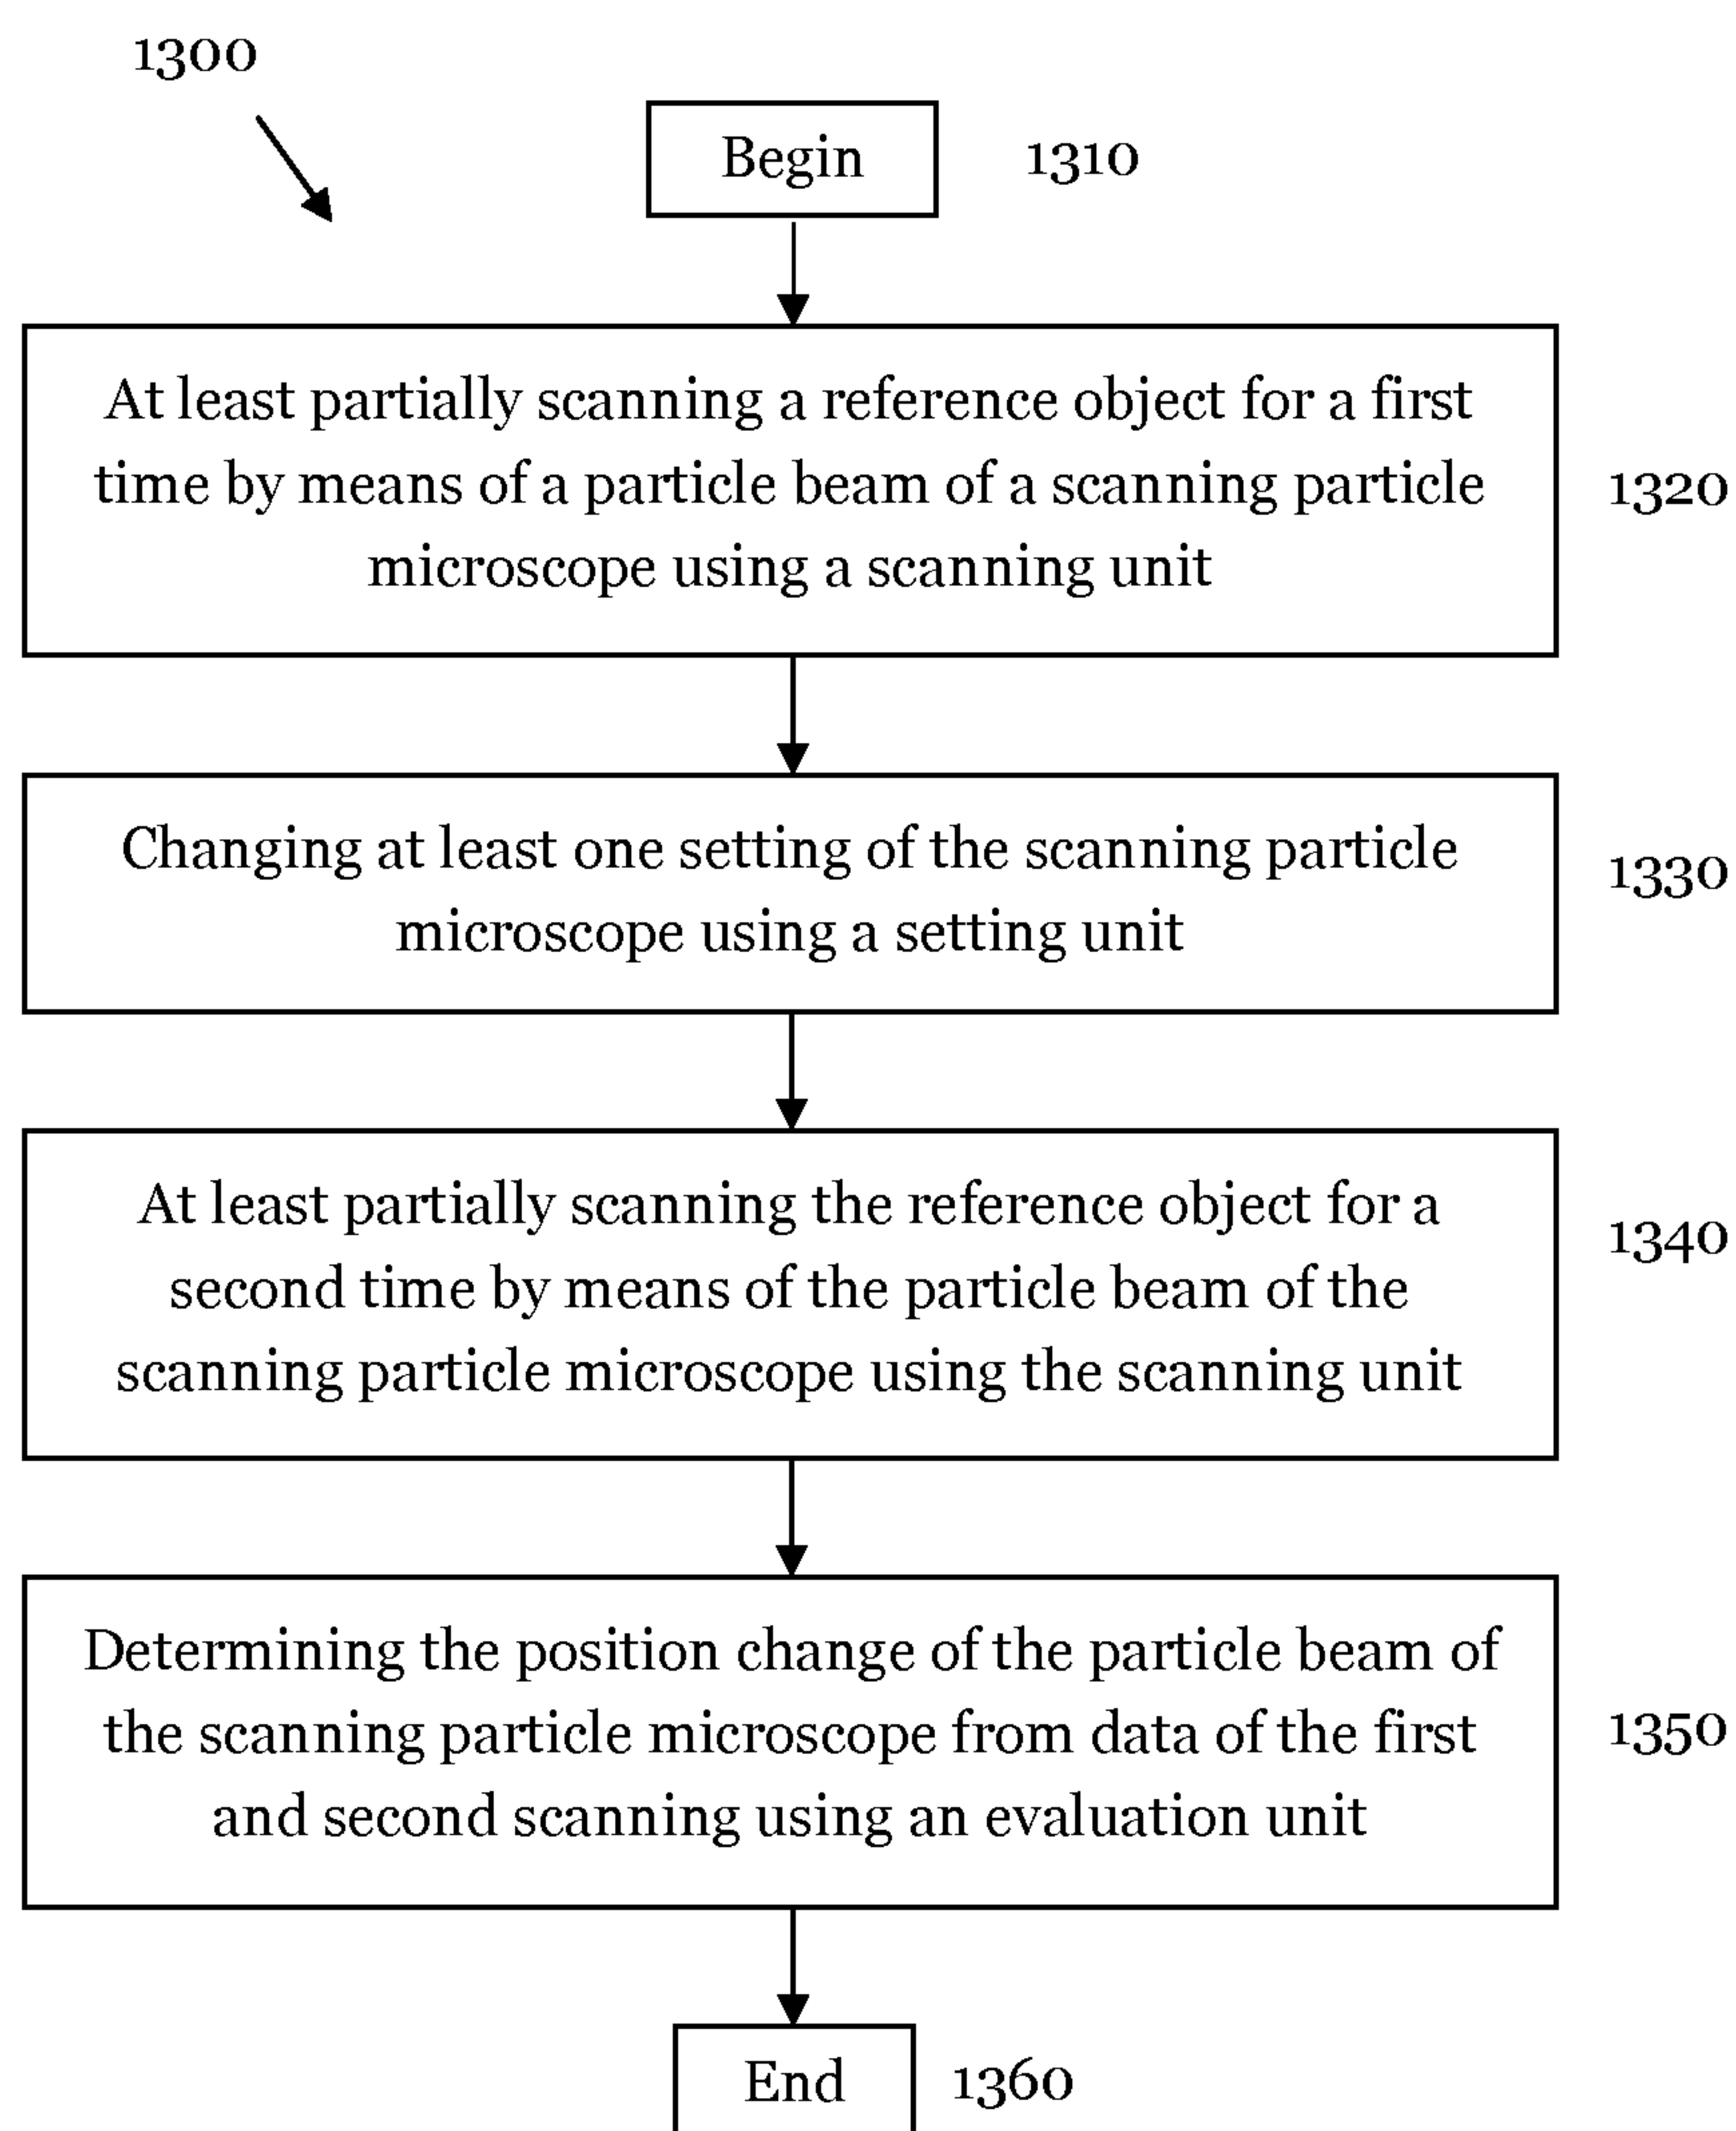 1300
Begin
1310
At least partially scanning a reference object for a first
time by means of a particle beam of a scanning particle
microscope using a scanning unit
1320
Changing at least one setting of the scanning particle
microscope using a setting unit
1330
At least partially scanning the reference object for a
second time by means of the particle beam of the
scanning particle microscope using the scanning unit
1340
Determining the position change of the particle beam of
the scanning particle microscope from data of the first
and second scanning using an evaluation unit
1350
End
1360